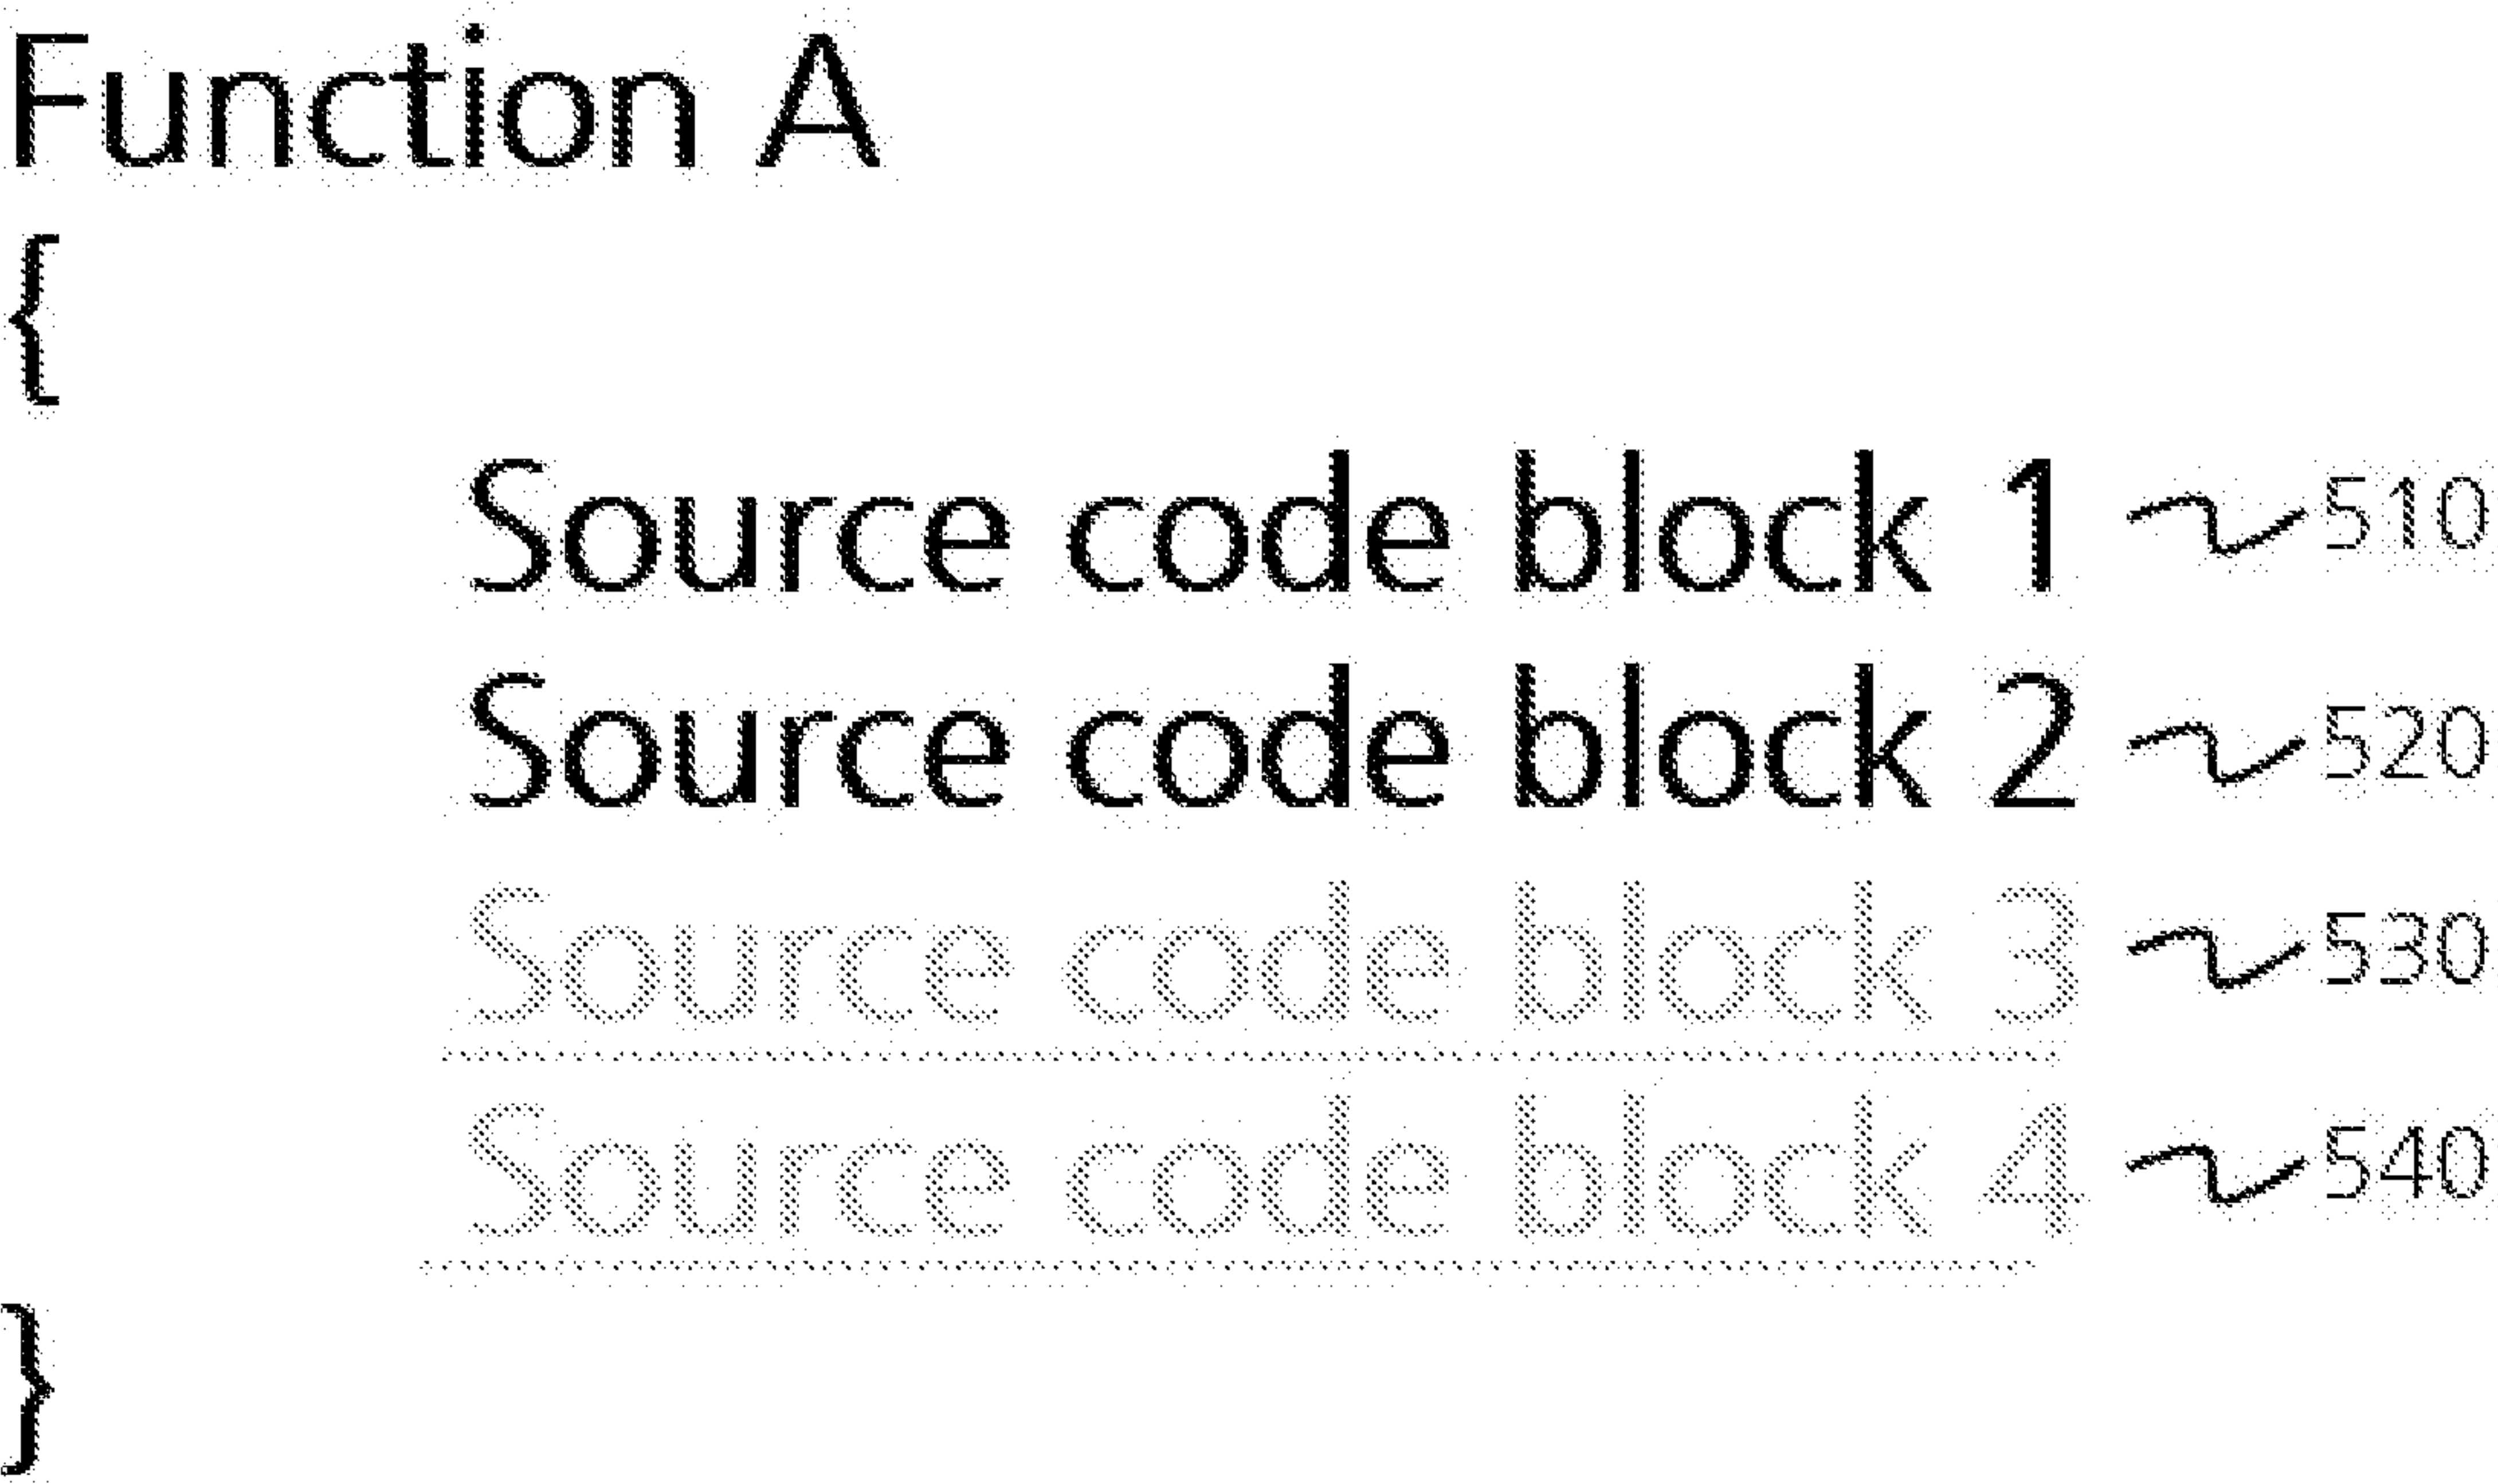 Function A
{
Source code block 1 510
Source code block 2 520
Source code block 3 530
Source code block 4 540
}